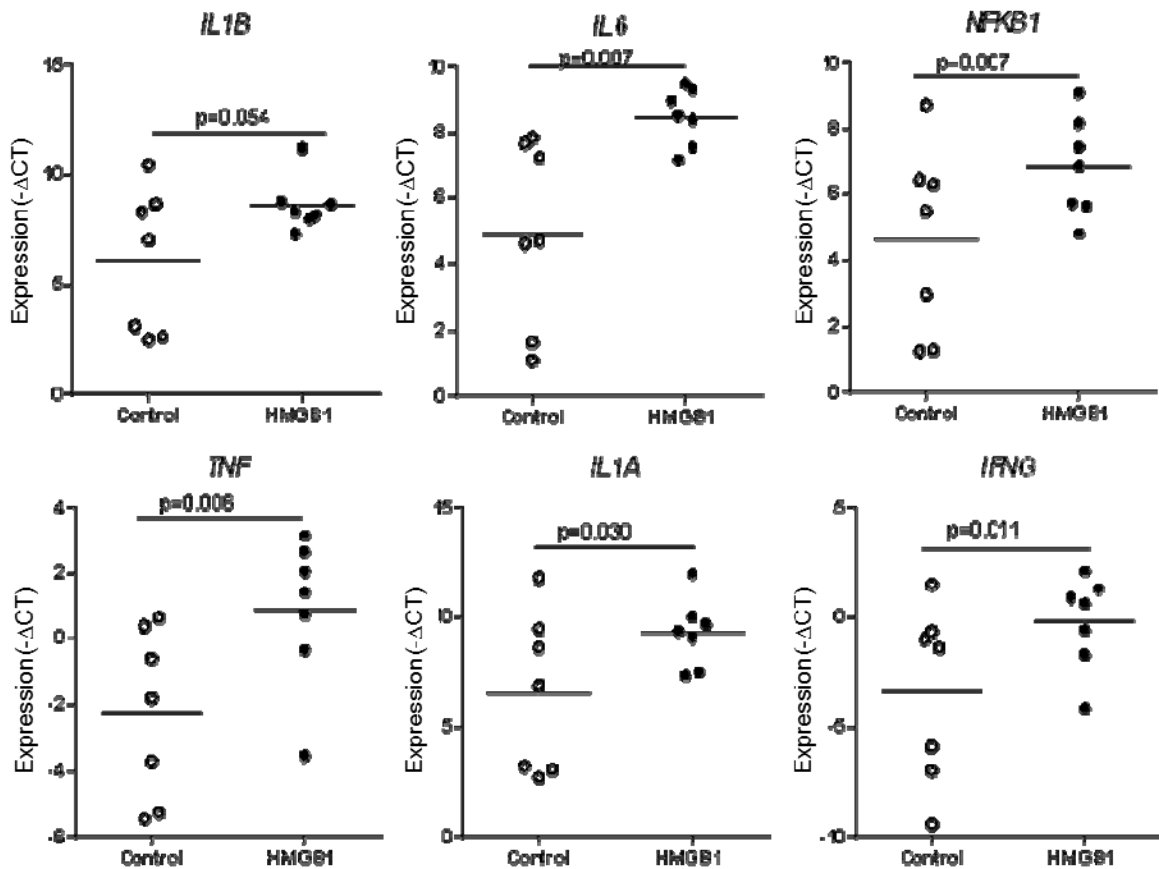 IL1B
15
10
5
0
Expression (-ΔCT)
p=0.054
Control HMGB1
IL6
10
8
6
4
2
0
Expression (-ΔCT)
p=0.007
Control HMGB1
NFKB1
10
8
6
4
2
0
Expression (-ΔCT)
p=0.007
Control HMGB1
TNF
4
2
0
-2
-4
-6
Expression (-ΔCT)
p=0.006
Control HMGB1
IL1A
15
10
5
0
Expression (-ΔCT)
p=0.030
Control HMGB1
IFNG
5
0
-5
-10
Expression (-ΔCT)
p=0.011
Control HMGB1